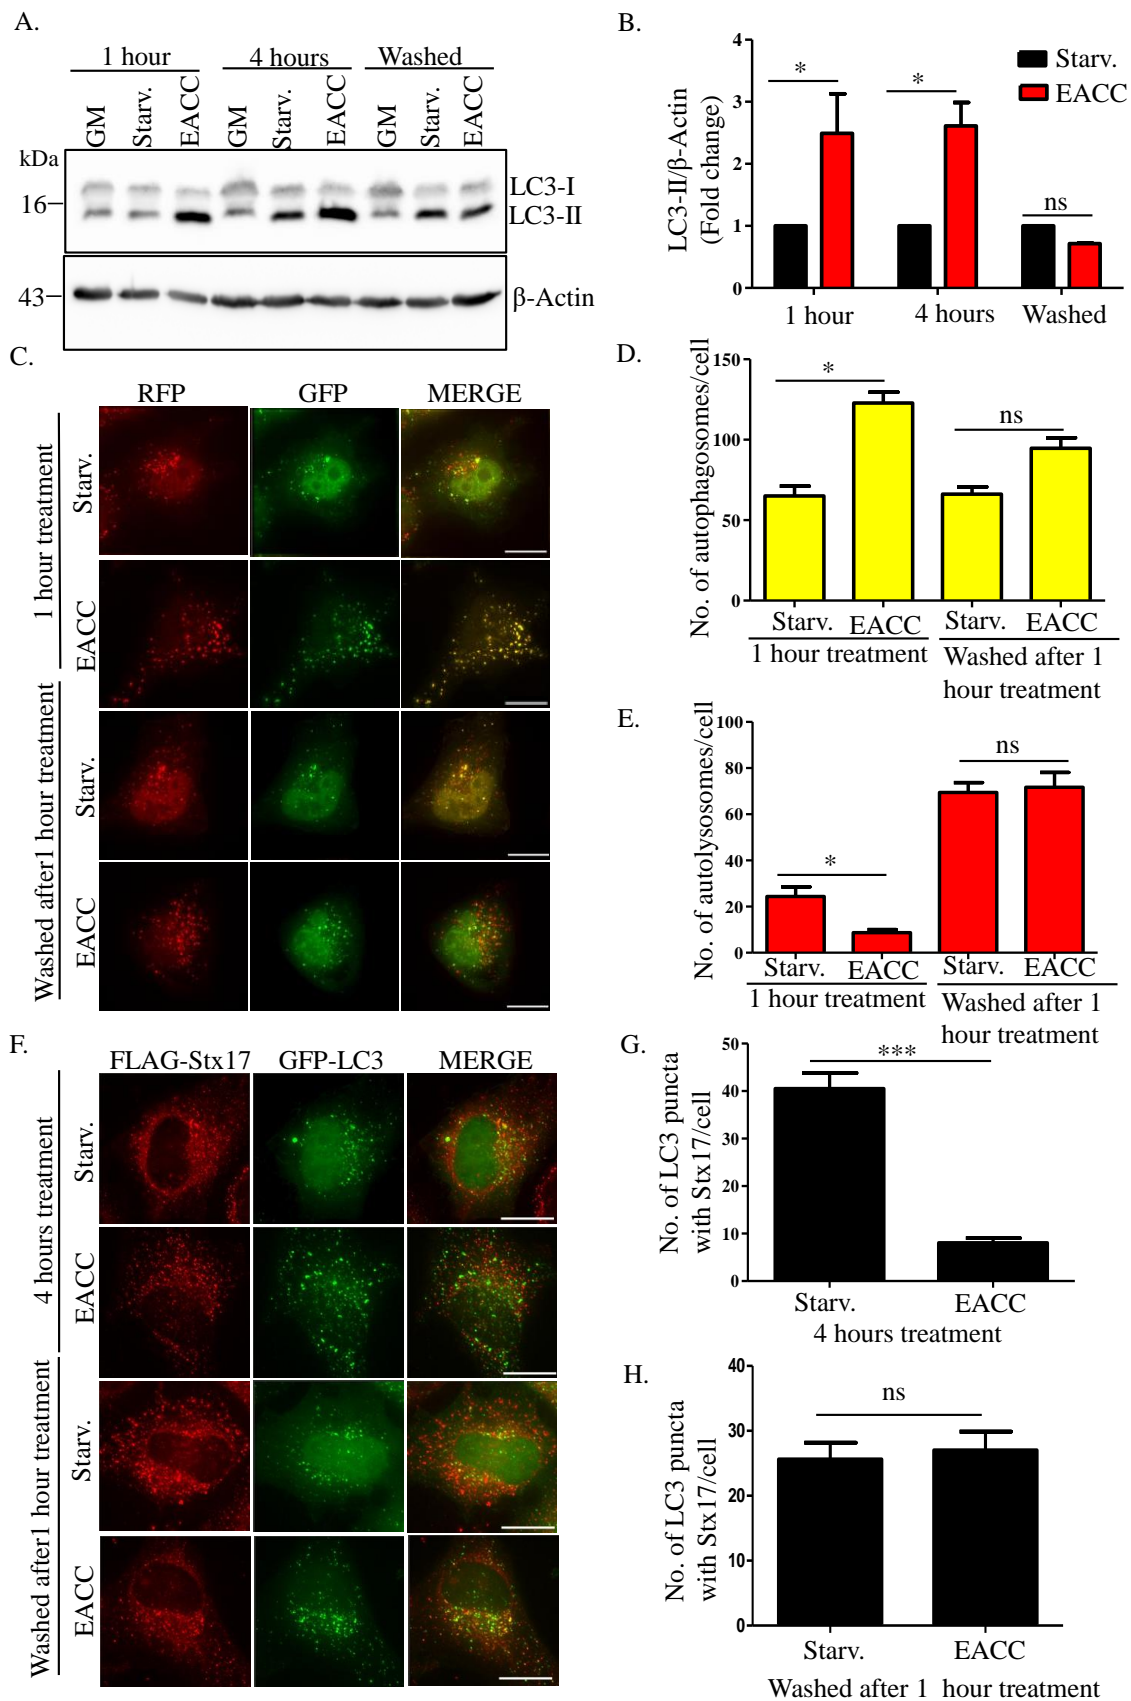 A.
1 hour 4 hours Washed
GM Starv. EACC GM Starv. EACC GM Starv. EACC
kDa
16
LC3-I
LC3-II
43
β-Actin
B.
LC3-II/β-Actin
(Fold change)
4
3
2
1
0
* * ns
Starv.
EACC
1 hour 4 hours Washed
C.
RFP GFP MERGE
1 hour treatment
Starv.
EACC
Washed after1 hour treatment
Starv.
EACC
D.
No. of autophagosomes/cell
150
100
50
0
* ns
Starv. EACC Starv. EACC
1 hour treatment Washed after 1
hour treatment
E.
No. of autolysosomes/cell
100
80
60
40
20
0
* ns
Starv. EACC Starv. EACC
1 hour treatment Washed after 1
hour treatment
F.
FLAG-Stx17 GFP-LC3 MERGE
4 hours treatment
Starv.
EACC
Washed after1 hour treatment
Starv.
EACC
G.
No. of LC3 puncta
with Stx17/cell
50
40
30
20
10
0
***
Starv. EACC
4 hours treatment
H.
No. of LC3 puncta
with Stx17/cell
40
30
20
10
0
ns
Starv. EACC
Washed after 1 hour treatment